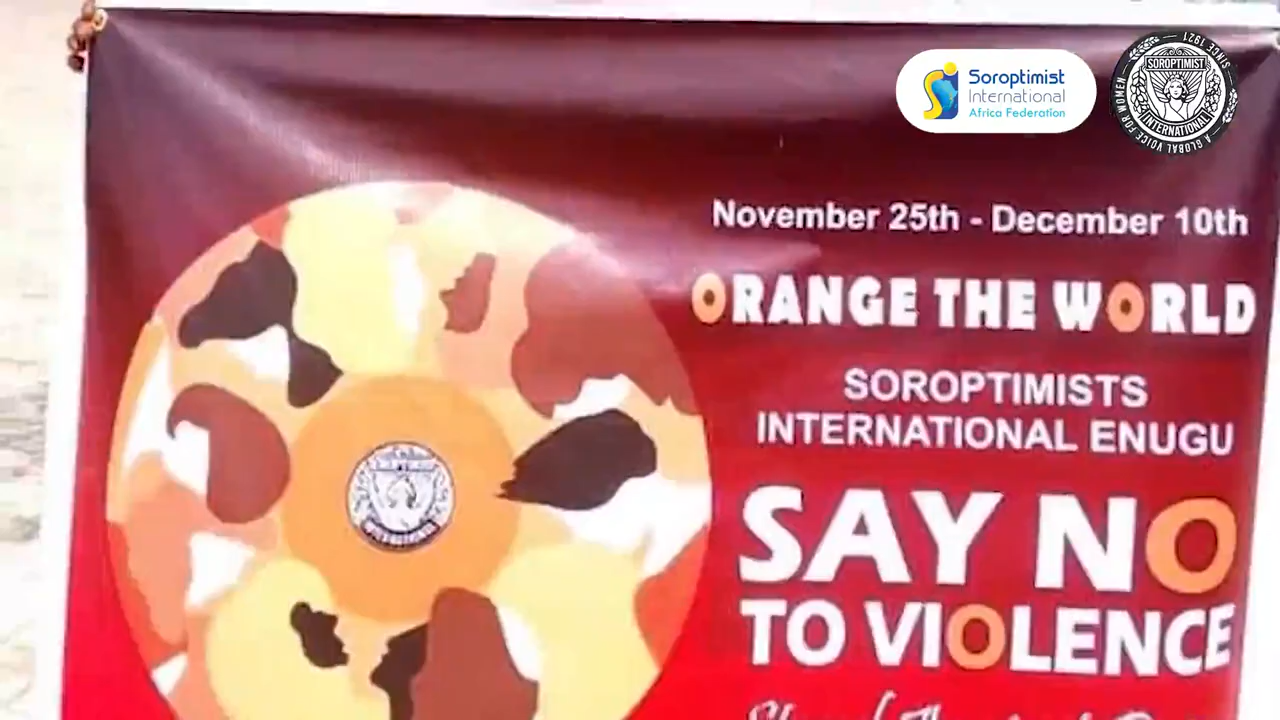 Soroptimist
International
Africa Federation
SINCE 1921
SOROPTIMIST
INTERNATIONAL
A GLOBAL VOICE FOR WOMEN
November 25th - December 10th
ORANGE THE WORLD
SOROPTIMISTS
INTERNATIONAL ENUGU
SAY NO
TO VIOLENCE